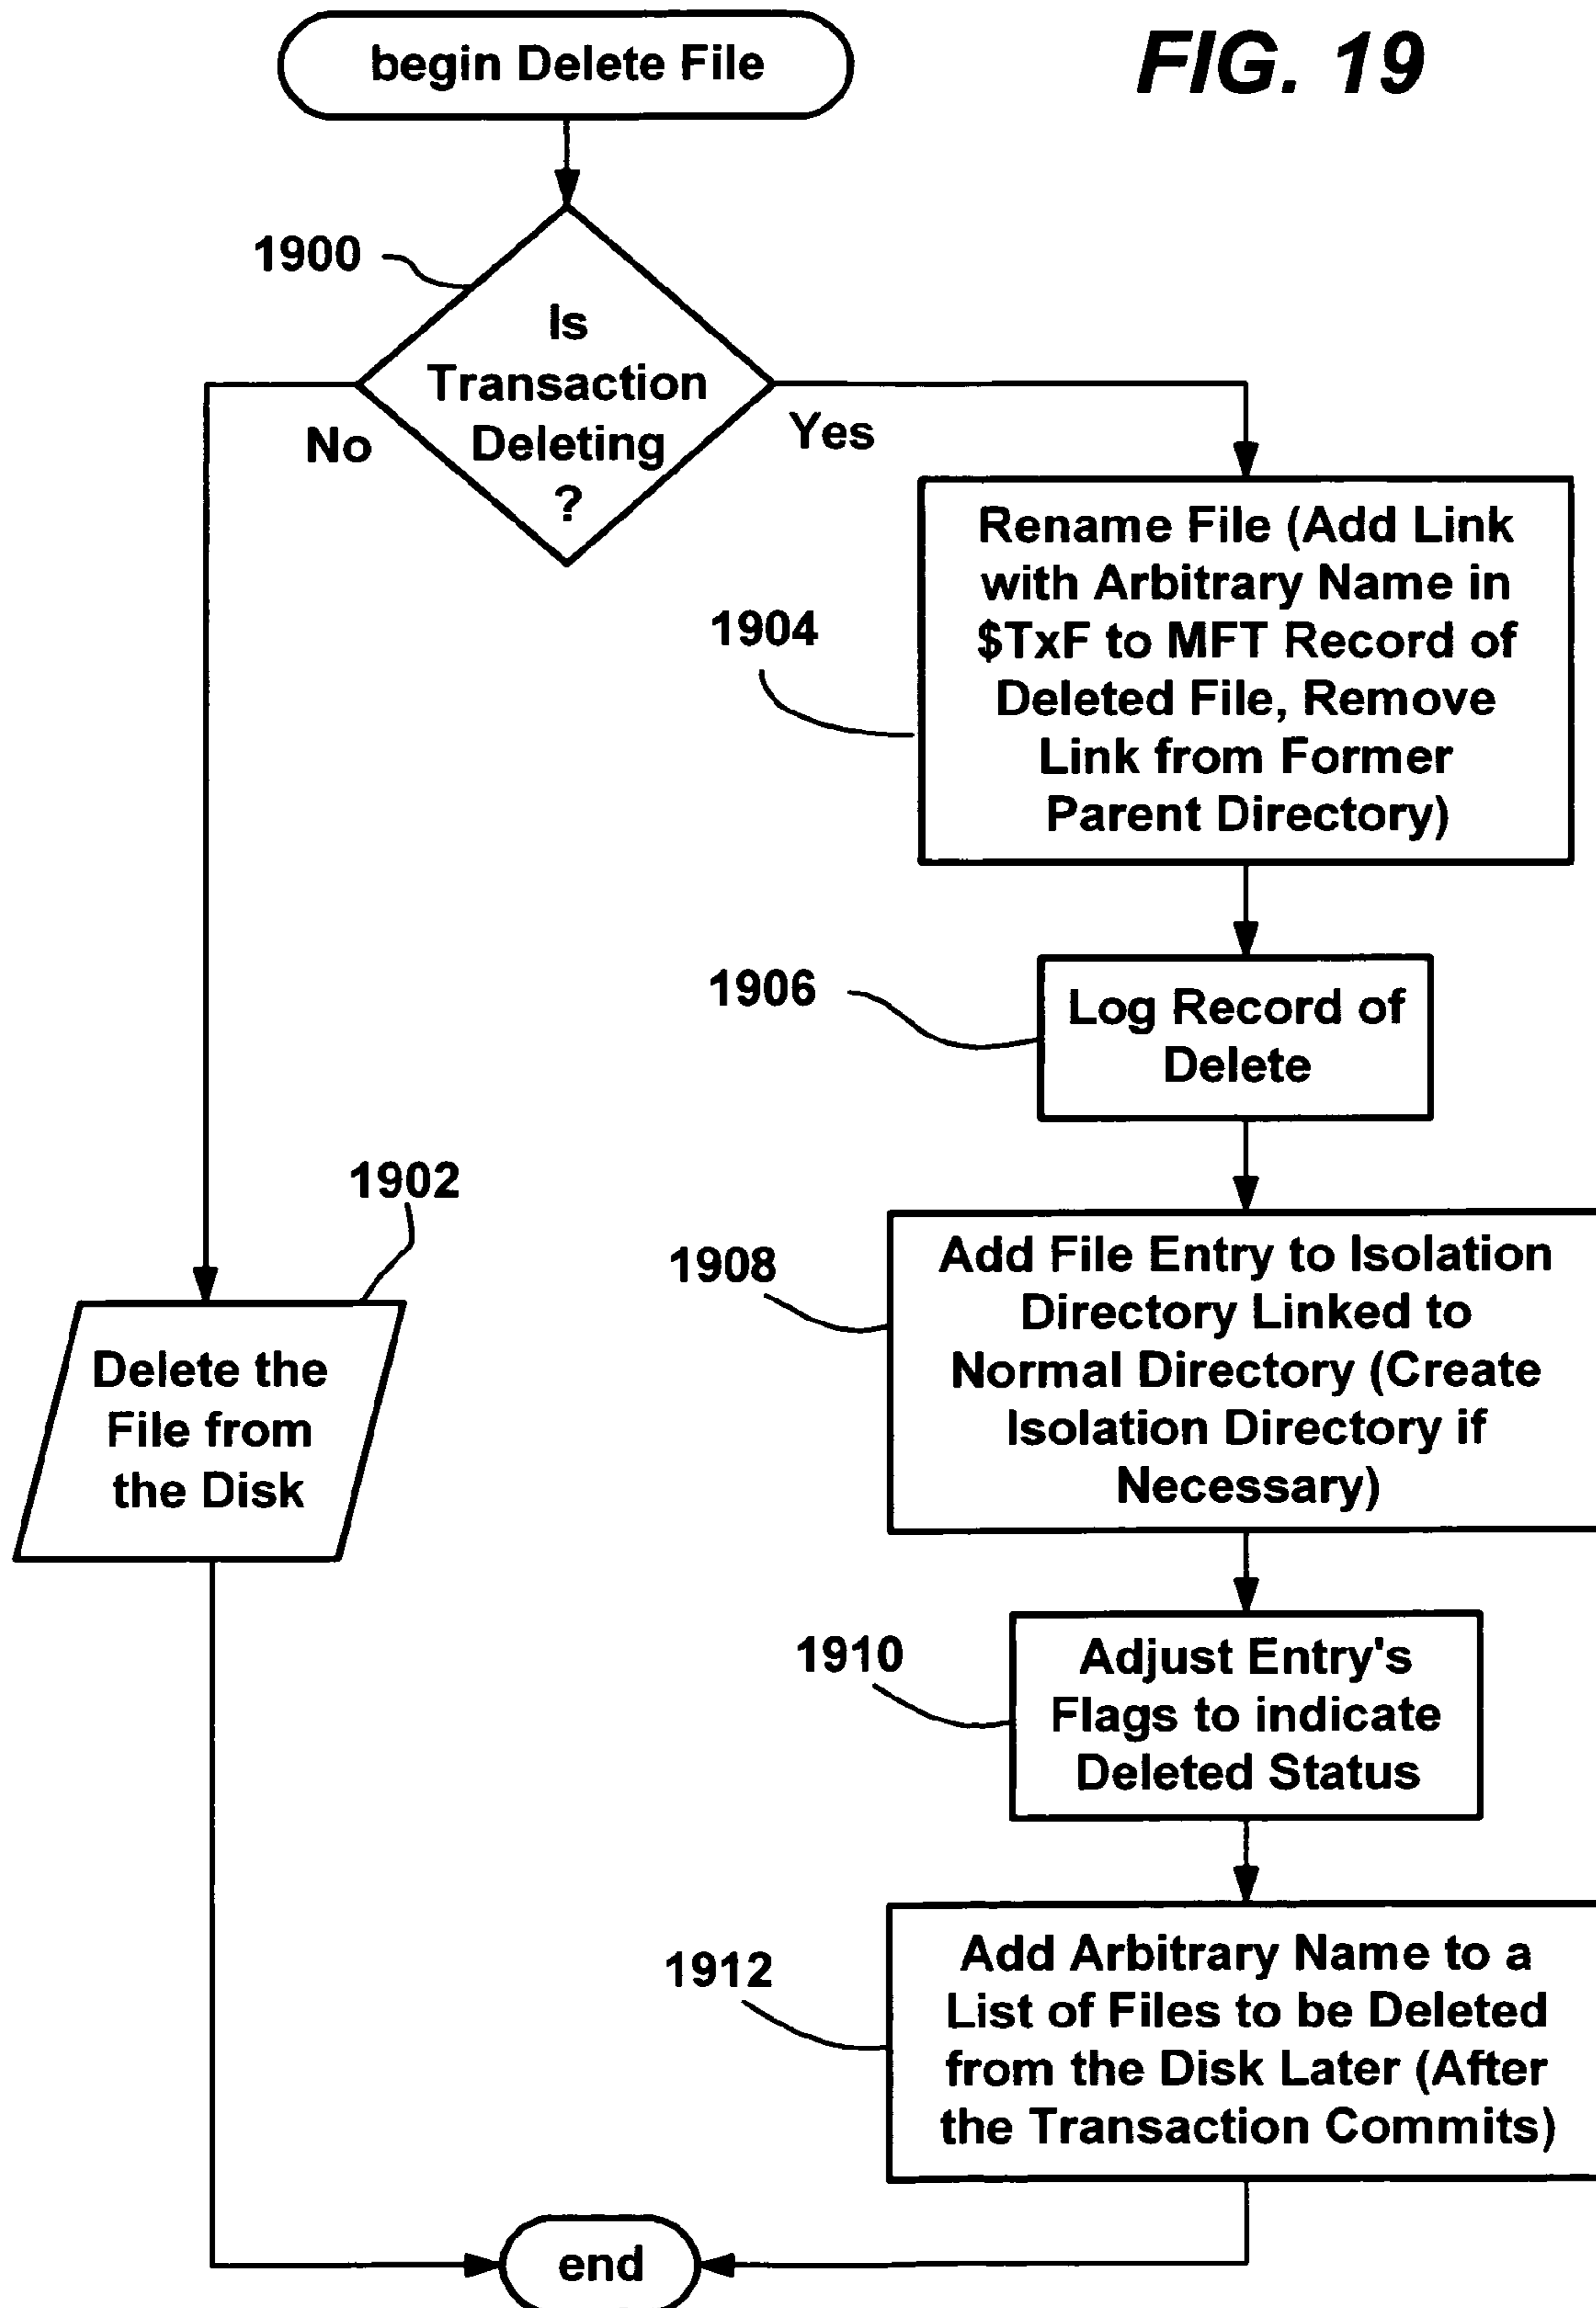 begin Delete File
FIG. 19
1900
Is
Transaction
Deleting
?
No
Yes
Rename File (Add Link
with Arbitrary Name in
$TxF to MFT Record of
Deleted File, Remove
Link from Former
Parent Directory)
1904
1906
Log Record of
Delete
1902
Delete the
File from
the Disk
1908
Add File Entry to Isolation
Directory Linked to
Normal Directory (Create
Isolation Directory if
Necessary)
1910
Adjust Entry's
Flags to indicate
Deleted Status
1912
Add Arbitrary Name to a
List of Files to be Deleted
from the Disk Later (After
the Transaction Commits)
end